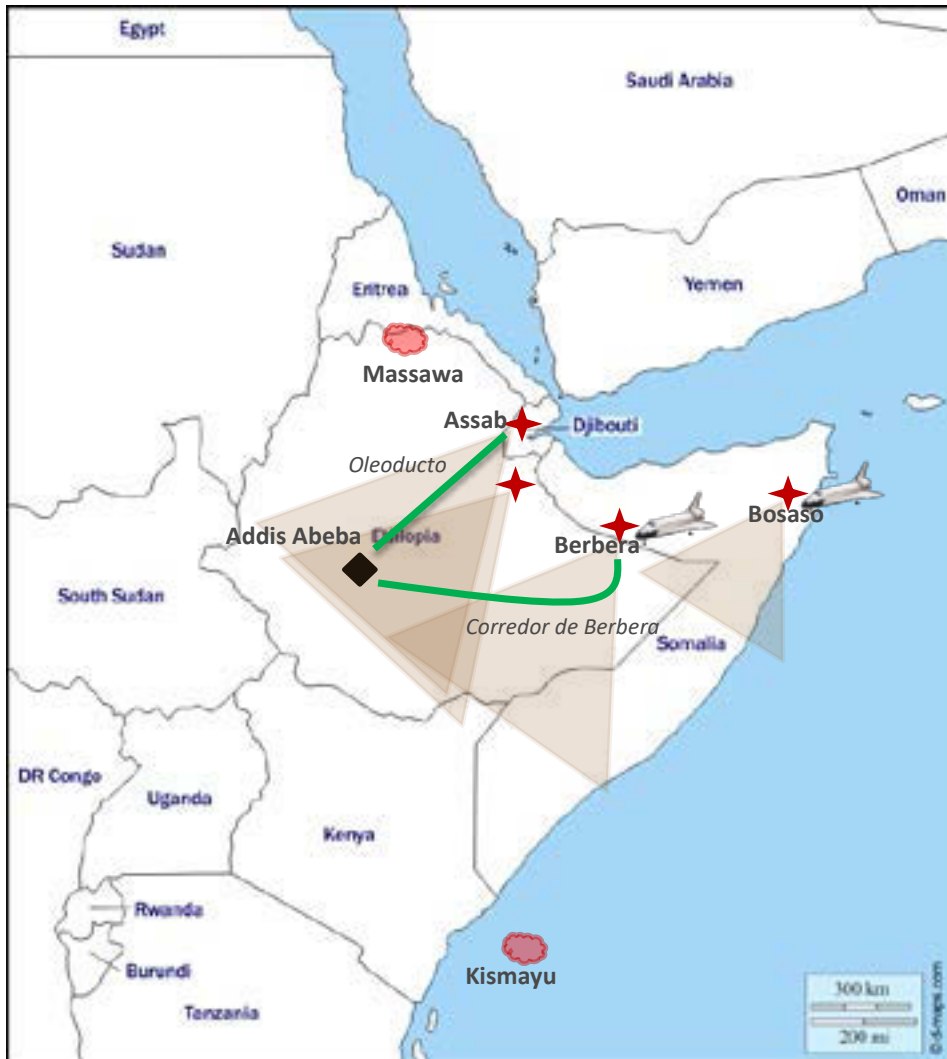 Egypt
Saudi Arabia
Oman
Sudan
Yemen
Eritrea
Massawa
Assab
Djibouti
Oleoducto
Bosaso
Addis Abeba
Ethiopia
Berbera
South Sudan
Corredor de Berbera
Somalia
DR Congo
Uganda
Kenya
Rwanda
Kismayu
Burundi
Tanzania
300 km
200 mi
© d-maps.com